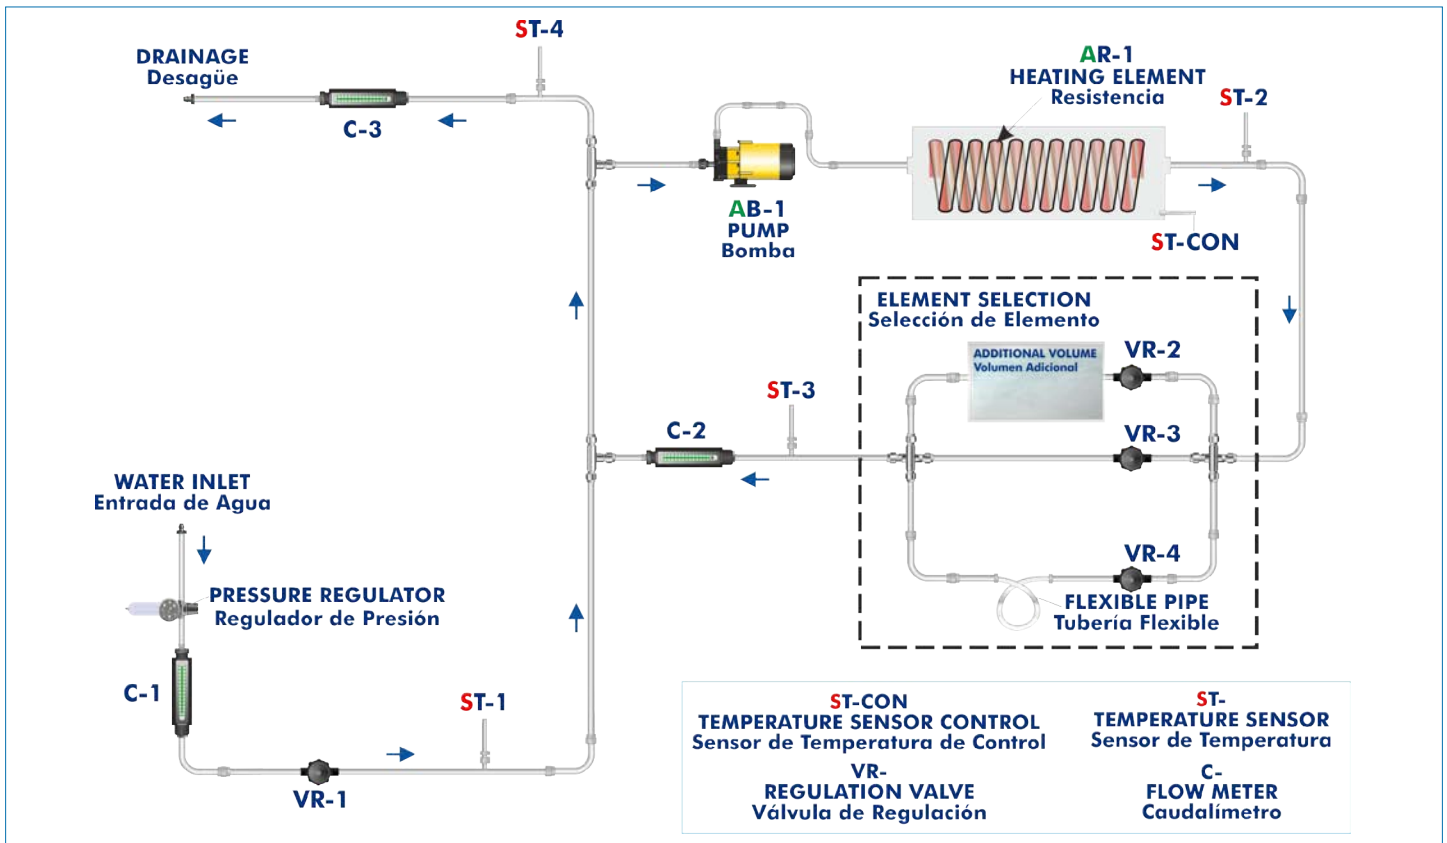 ST-4
DRAINAGE
Desagüe
C-3
AR-1
HEATING ELEMENT
Resistencia
ST-2
AB-1
PUMP
Bomba
ST-CON
ELEMENT SELECTION
Selección de Elemento
ADDITIONAL VOLUME
Volumen Adicional
VR-2
ST-3
C-2
VR-3
WATER INLET
Entrada de Agua
VR-4
PRESSURE REGULATOR
Regulador de Presión
FLEXIBLE PIPE
Tubería Flexible
C-1
ST-1
VR-1
ST-CON
TEMPERATURE SENSOR CONTROL
Sensor de Temperatura de Control
ST-
TEMPERATURE SENSOR
Sensor de Temperatura
VR-
REGULATION VALVE
Válvula de Regulación
C-
FLOW METER
Caudalímetro